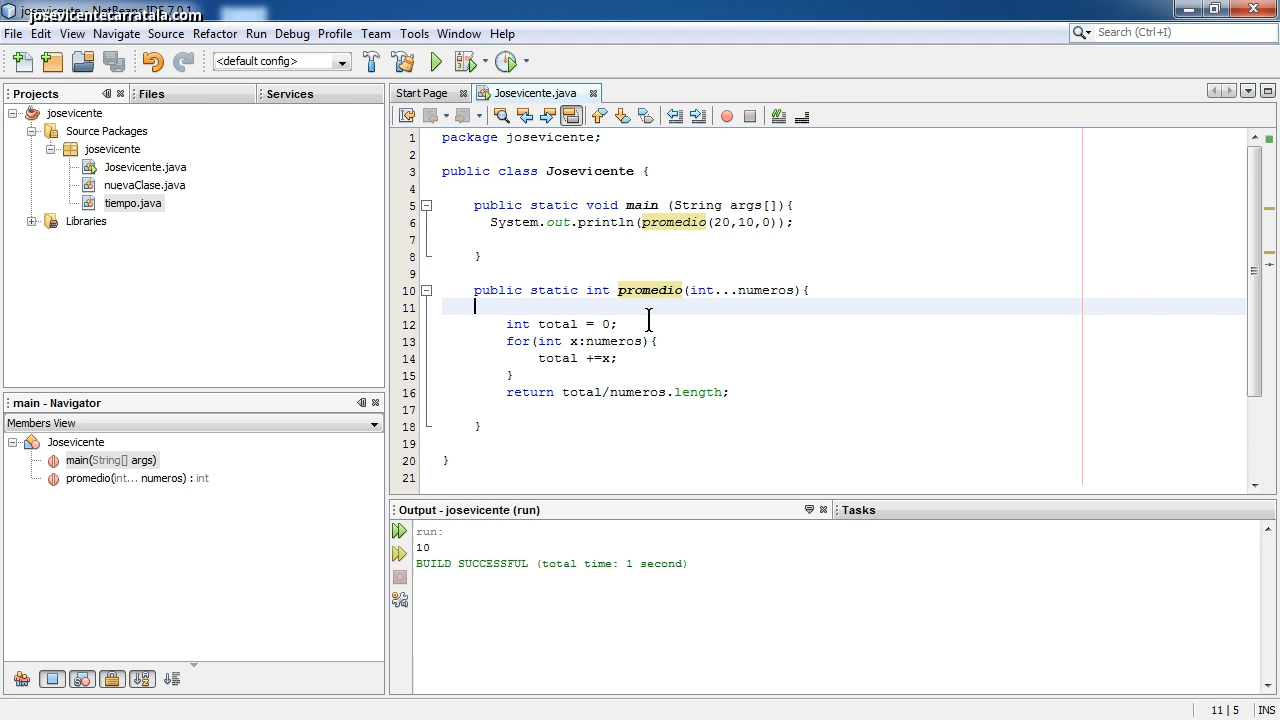 josevicente - NetBeans IDE 7.0.1
josevicentecarratala.com
File Edit View Navigate Source Refactor Run Debug Profile Team Tools Window Help
Search (Ctrl+I)
<default config>
Projects Files Services
josevicente
Source Packages
josevicente
Josevicente.java
nuevaClase.java
tiempo.java
Libraries
main - Navigator
Members View
Josevicente
main(String[] args)
promedio(int... numeros) : int
Start Page Josevicente.java
1 package josevicente;
2
3 public class Josevicente {
4
5 public static void main (String args[]){
6 System.out.println(promedio(20,10,0));
7
8 }
9
10 public static int promedio(int...numeros){
11
12 int total = 0;
13 for(int x:numeros){
14 total +=x;
15 }
16 return total/numeros.length;
17
18 }
19
20 }
21
Output - josevicente (run) Tasks
run:
10
BUILD SUCCESSFUL (total time: 1 second)
11 | 5 INS